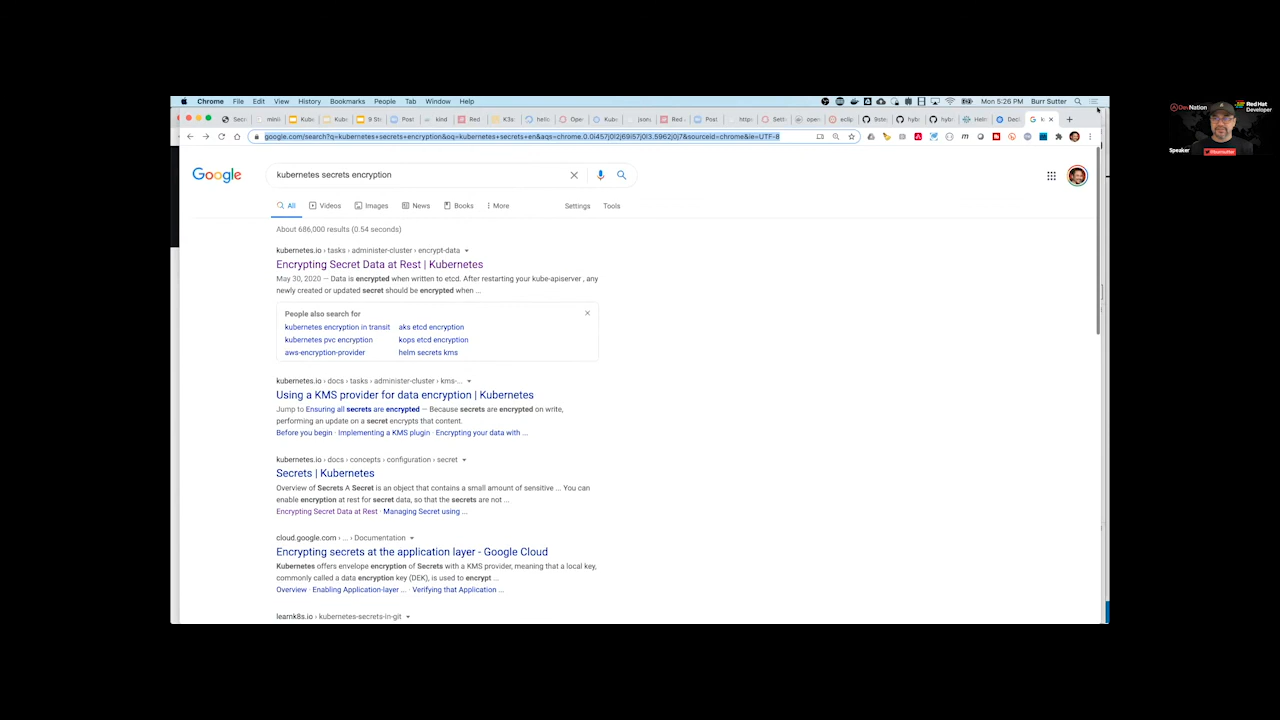 Chrome File Edit View History Bookmarks People Tab Window Help Mon 5:26 PM Burr Sutter
google.com/search?q=kubernetes+secrets+encryption&oq=kubernetes+secrets+en&aqs=chrome.0.0i457j0l2j69i57j0l3.5962j0j7&sourceid=chrome&ie=UTF-8
Google
kubernetes secrets encryption
All Videos Images News Books More Settings Tools
About 686,000 results (0.54 seconds)
kubernetes.io › tasks › administer-cluster › encrypt-data
Encrypting Secret Data at Rest | Kubernetes
May 30, 2020 — Data is encrypted when written to etcd. After restarting your kube-apiserver , any
newly created or updated secret should be encrypted when ...
People also search for
kubernetes encryption in transit aks etcd encryption
kubernetes pvc encryption kops etcd encryption
aws-encryption-provider helm secrets kms
kubernetes.io › docs › tasks › administer-cluster › kms-...
Using a KMS provider for data encryption | Kubernetes
Jump to Ensuring all secrets are encrypted — Because secrets are encrypted on write,
performing an update on a secret encrypts that content.
Before you begin · Implementing a KMS plugin · Encrypting your data with ...
kubernetes.io › docs › concepts › configuration › secret
Secrets | Kubernetes
Overview of Secrets A Secret is an object that contains a small amount of sensitive ... You can
enable encryption at rest for secret data, so that the secrets are not ...
Encrypting Secret Data at Rest · Managing Secret using ...
cloud.google.com › ... › Documentation
Encrypting secrets at the application layer - Google Cloud
Kubernetes offers envelope encryption of Secrets with a KMS provider, meaning that a local key,
commonly called a data encryption key (DEK), is used to encrypt ...
Overview · Enabling Application-layer ... · Verifying that Application ...
learnk8s.io › kubernetes-secrets-in-git
DevNation
Red Hat
Developer
Speaker